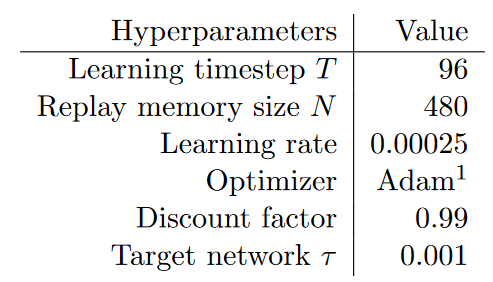 Hyperparameters Value
Learning timestep T 96
Replay memory size N 480
Learning rate 0.00025
Optimizer Adam¹
Discount factor 0.99
Target network τ 0.001